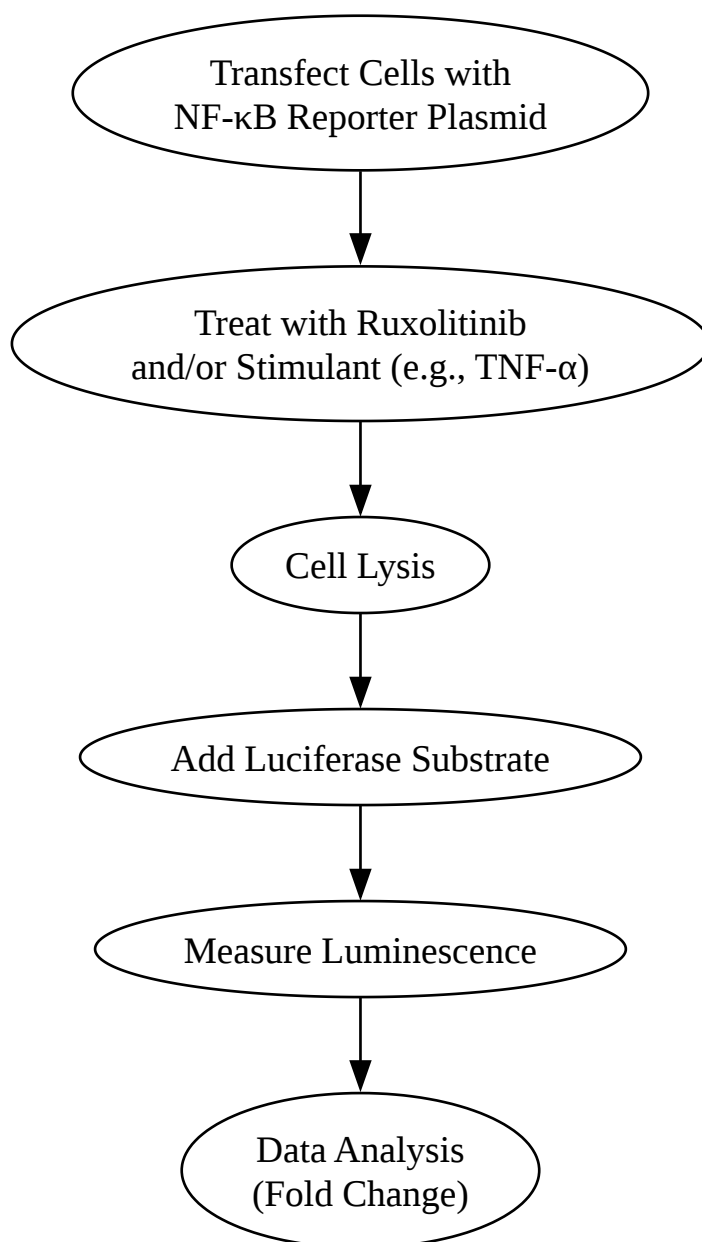 Transfect Cells with
NF-κB Reporter Plasmid
Treat with Ruxolitinib
and/or Stimulant (e.g., TNF-α)
Cell Lysis
Add Luciferase Substrate
Measure Luminescence
Data Analysis
(Fold Change)